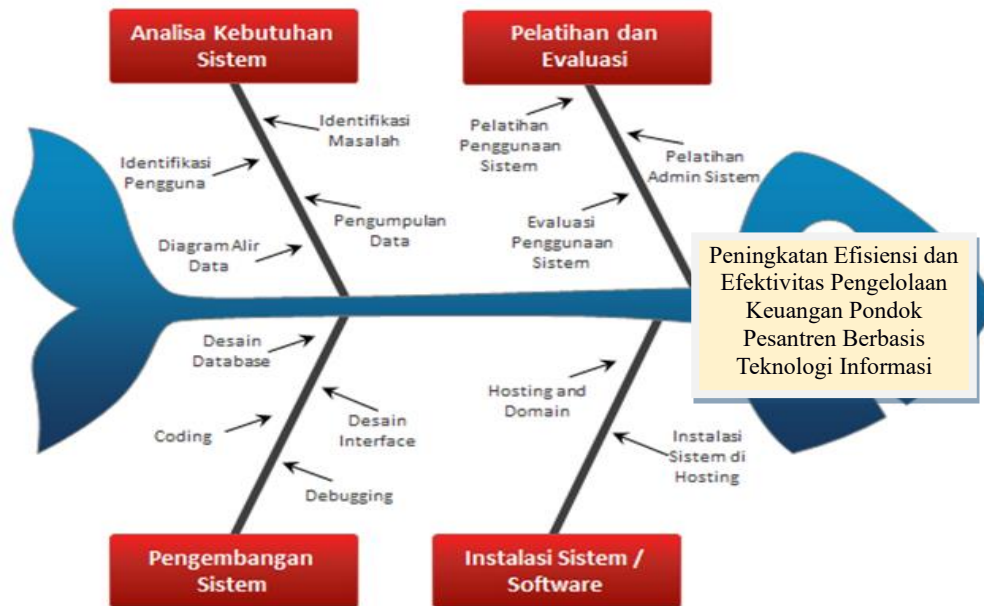 Analisa Kebutuhan
Sistem
Pelatihan dan
Evaluasi
Identifikasi
Masalah
Identifikasi
Pengguna
Pengumpulan
Data
Diagram Alir
Data
Pelatihan
Penggunaan
Sistem
Pelatihan
Admin Sistem
Evaluasi
Penggunaan
Sistem
Peningkatan Efisiensi dan
Efektivitas Pengelolaan
Keuangan Pondok
Pesantren Berbasis
Teknologi Informasi
Desain
Database
Coding
Desain
Interface
Debugging
Hosting and
Domain
Instalasi
Sistem di
Hosting
Pengembangan
Sistem
Instalasi Sistem /
Software